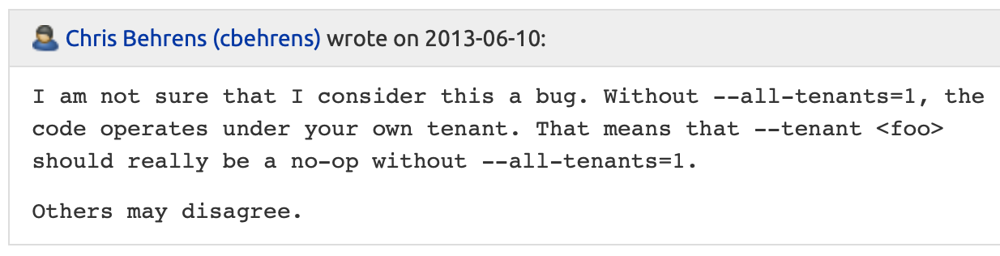 Chris Behrens (cbehrens) wrote on 2013-06-10:
I am not sure that I consider this a bug. Without --all-tenants=1, the
code operates under your own tenant. That means that --tenant <foo>
should really be a no-op without --all-tenants=1.
Others may disagree.